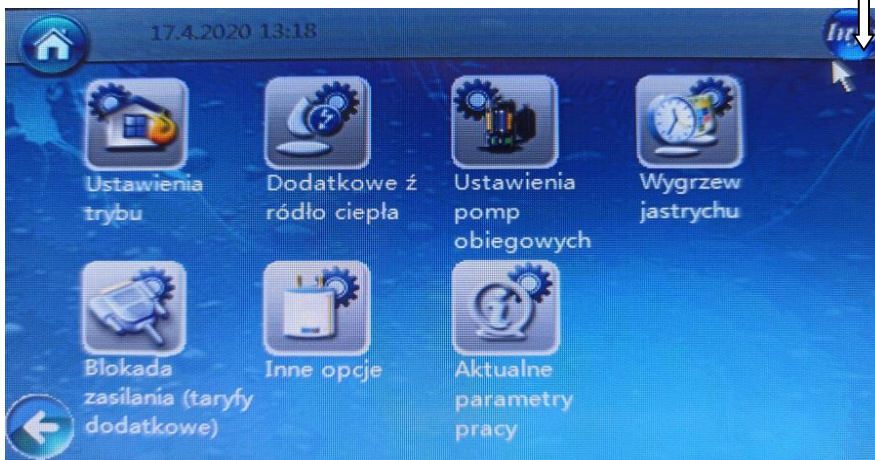 17.4.2020 13:18
Ustawienia
trybu
Dodatkowe ź
ródło ciepła
Ustawienia
pomp
obiegowych
Wygrzew
jastrychu
Blokada
zasilania (taryfy
dodatkowe)
Inne opcje
Aktualne
parametry
pracy